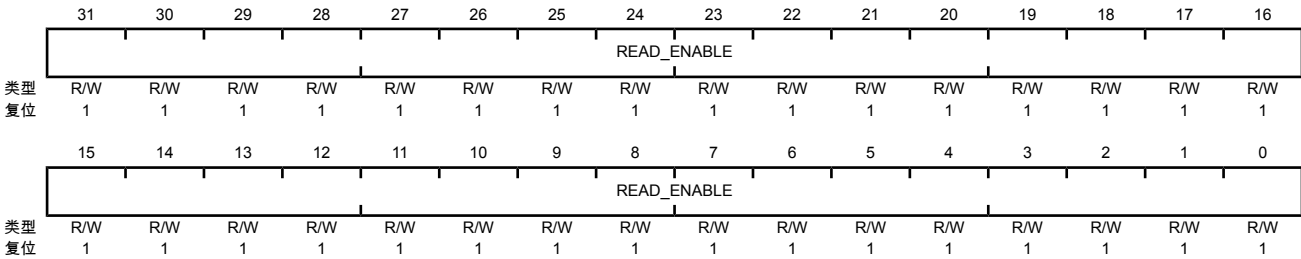 31 30 29 28 27 26 25 24 23 22 21 20 19 18 17 16
READ_ENABLE
类型 R/W R/W R/W R/W R/W R/W R/W R/W R/W R/W R/W R/W R/W R/W R/W R/W
复位 1 1 1 1 1 1 1 1 1 1 1 1 1 1 1 1
15 14 13 12 11 10 9 8 7 6 5 4 3 2 1 0
READ_ENABLE
类型 R/W R/W R/W R/W R/W R/W R/W R/W R/W R/W R/W R/W R/W R/W R/W R/W
复位 1 1 1 1 1 1 1 1 1 1 1 1 1 1 1 1